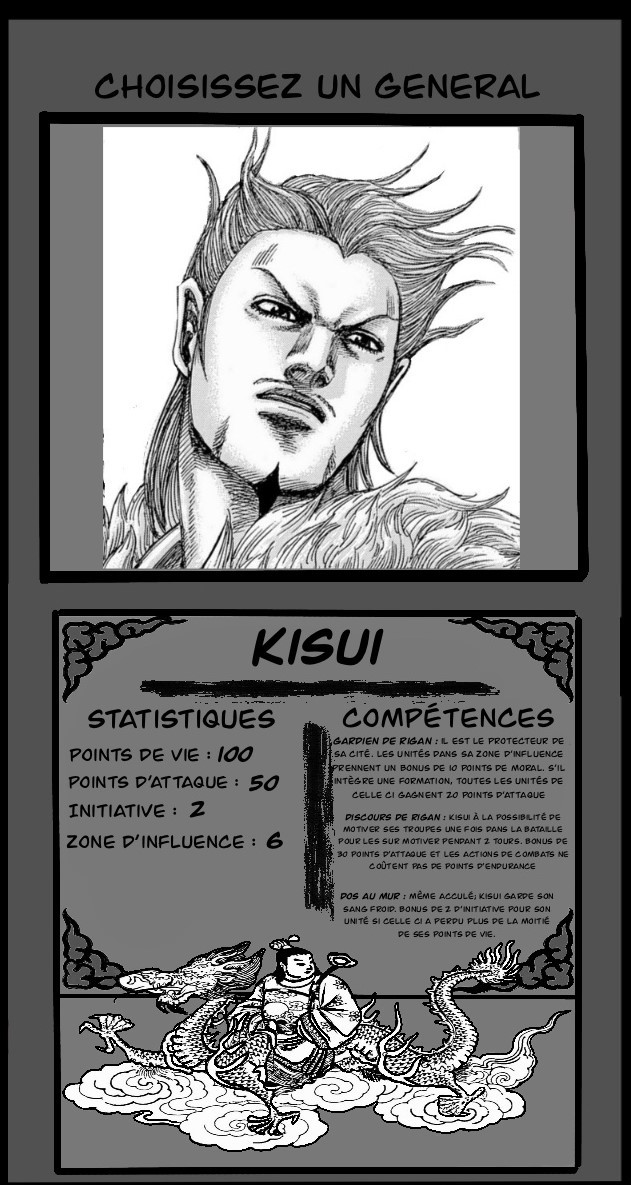 CHOISISSEZ UN GENERAL
KISUI
STATISTIQUES
POINTS DE VIE : 100
POINTS D'ATTAQUE : 50
INITIATIVE : 2
ZONE D'INFLUENCE : 6
COMPÉTENCES
GARDIEN DE RIGAN : IL EST LE PROTECTEUR DE
SA CITÉ. LES UNITÉS DANS SA ZONE D'INFLUENCE
PRENNENT UN BONUS DE 10 POINTS DE MORAL. S'IL
INTÈGRE UNE FORMATION, TOUTES LES UNITÉS DE
CELLE CI GAGNENT 20 POINTS D'ATTAQUE
DISCOURS DE RIGAN : KISUI À LA POSSIBILITÉ DE
MOTIVER SES TROUPES UNE FOIS DANS LA BATAILLE
POUR LES SUR MOTIVER PENDANT 2 TOURS. BONUS DE
30 POINTS D'ATTAQUE ET LES ACTIONS DE COMBATS NE
COÛTENT PAS DE POINTS D'ENDURANCE
DOS AU MUR : MÊME ACCULÉ; KISUI GARDE SON
SANG FROID. BONUS DE 2 D'INITIATIVE POUR SON
UNITÉ SI CELLE CI A PERDU PLUS DE LA MOITIÉ
DE SES POINTS DE VIE.